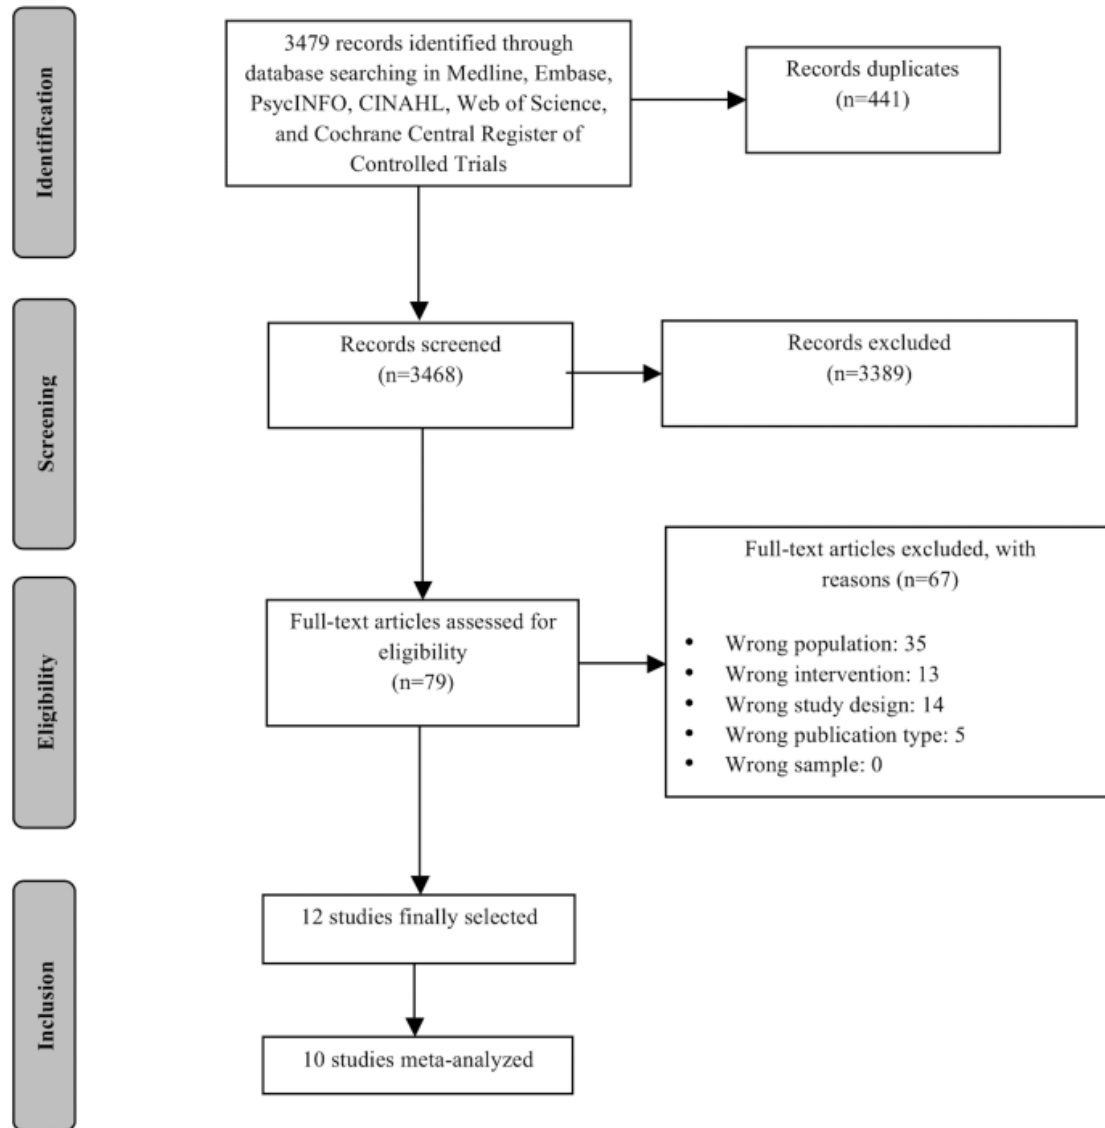 Identification
3479 records identified through
database searching in Medline, Embase,
PsycINFO, CINAHL, Web of Science,
and Cochrane Central Register of
Controlled Trials
Records duplicates
(n=441)
Screening
Records screened
(n=3468)
Records excluded
(n=3389)
Eligibility
Full-text articles assessed for
eligibility
(n=79)
Full-text articles excluded, with
reasons (n=67)
• Wrong population: 35
• Wrong intervention: 13
• Wrong study design: 14
• Wrong publication type: 5
• Wrong sample: 0
Inclusion
12 studies finally selected
10 studies meta-analyzed